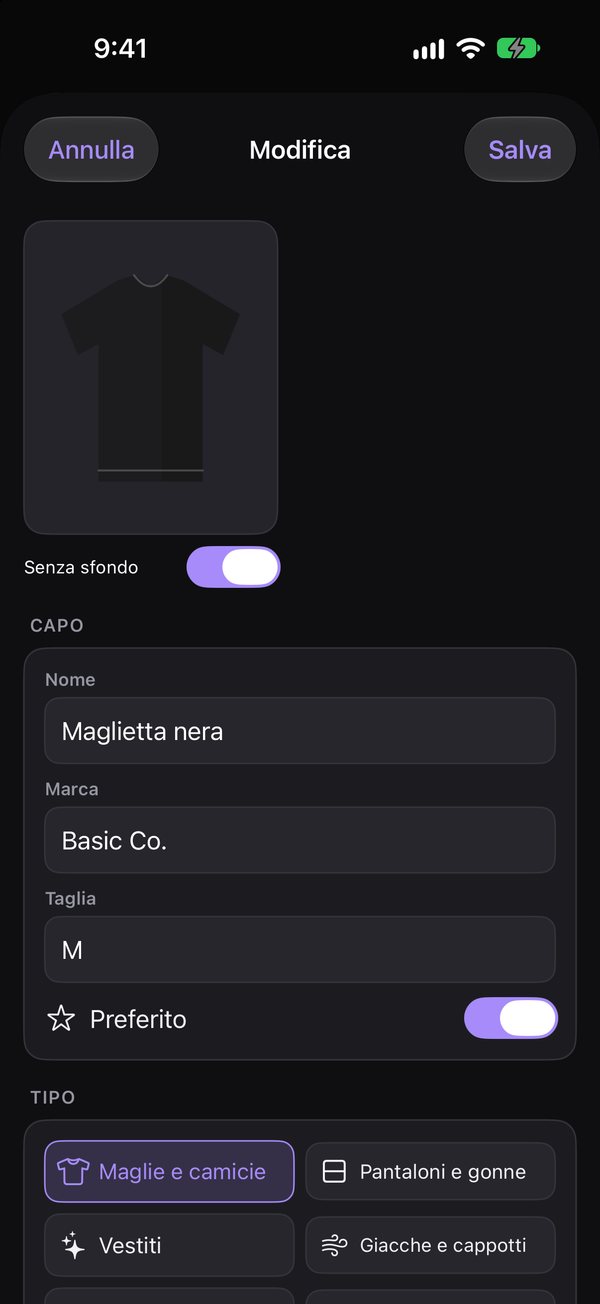 9:41
Annulla
Modifica
Salva
Senza sfondo
CAPO
Nome
Maglietta nera
Marca
Basic Co.
Taglia
M
Preferito
TIPO
Maglie e camicie
Pantaloni e gonne
Vestiti
Giacche e cappotti